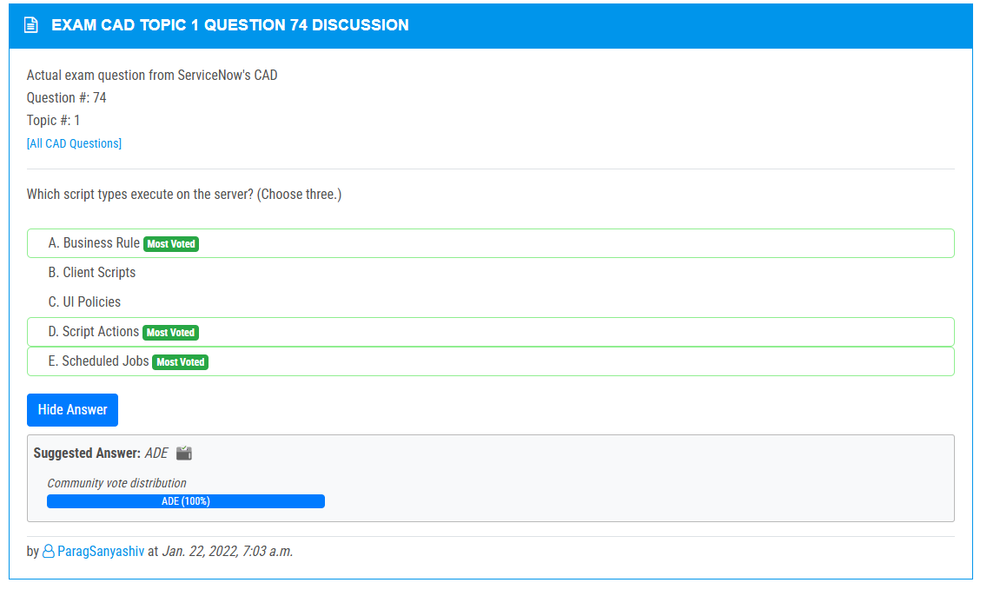 EXAM CAD TOPIC 1 QUESTION 74 DISCUSSION
Actual exam question from ServiceNow's CAD
Question #: 74
Topic #: 1
[All CAD Questions]
Which script types execute on the server? (Choose three.)
A. Business Rule Most Voted
B. Client Scripts
C. UI Policies
D. Script Actions Most Voted
E. Scheduled Jobs Most Voted
Hide Answer
Suggested Answer: ADE
Community vote distribution
ADE (100%)
by ParagSanyashiv at Jan. 22, 2022, 7:03 a.m.